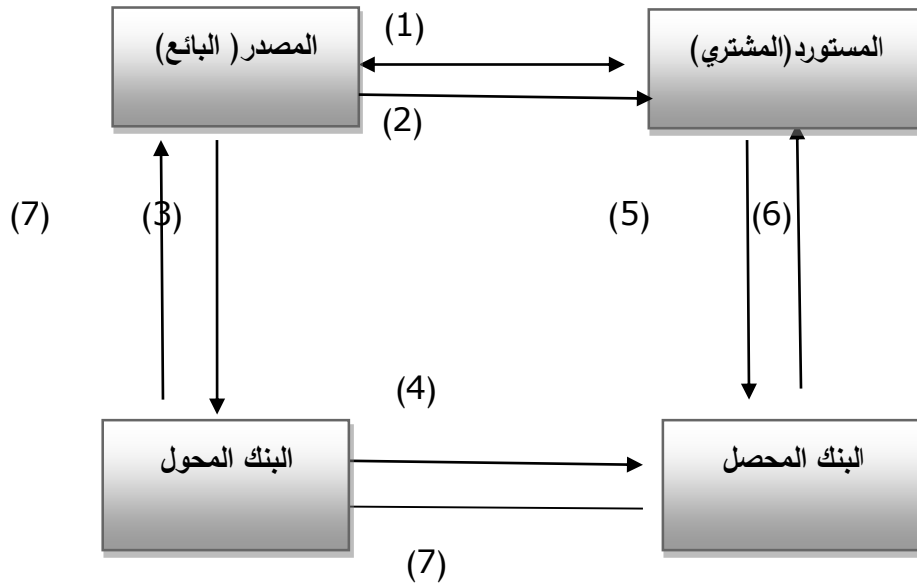 (1)
المصدر( البائع)
المستورد(المشتري)
(2)
(7)
(3)
(5)
(6)
(4)
البنك المحول
البنك المحصل
(7)